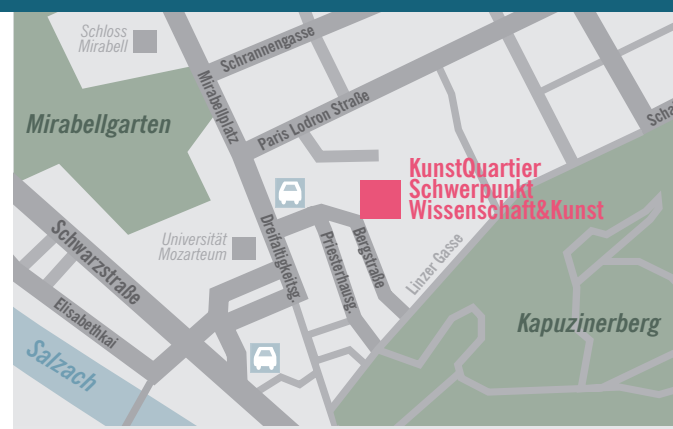 Schloss
Mirabell
Schrannengasse
Mirabellplatz
Paris Lodron Straße
Mirabellgarten
KunstQuartier
Schwerpunkt
Wissenschaft&Kunst
Schwarzstraße
Universität
Mozarteum
Dreifaltigkeitsg.
Priesterhausg.
Bergstraße
Linzer Gasse
Elisabethkai
Kapuzinerberg
Salzach